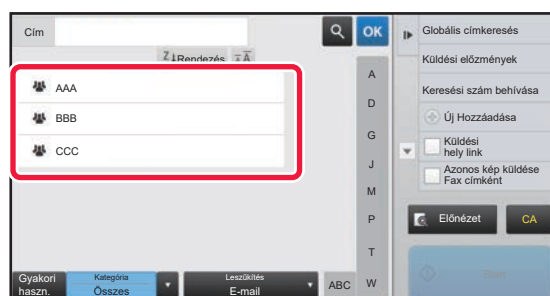 Cím
OK
Rendezés
AAA
BBB
CCC
A
D
G
J
M
P
T
W
ABC
Gyakori
haszn.
Kategória
Összes
Leszűkítés
E-mail
Globális címkeresés
Küldési előzmények
Keresési szám behívása
Új Hozzáadása
Küldési
hely link
Azonos kép küldése
Fax címként
Előnézet
CA
Start